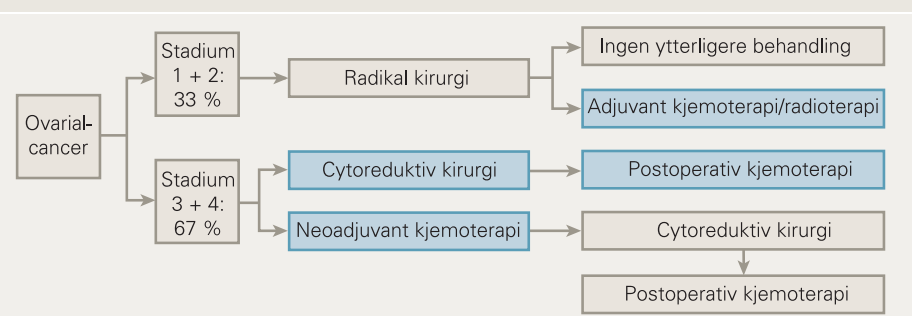 Ovarial-
cancer
Stadium
1 + 2:
33 %
Radikal kirurgi
Ingen ytterligere behandling
Adjuvant kjemoterapi/radioterapi
Stadium
3 + 4:
67 %
Cytoreduktiv kirurgi
Postoperativ kjemoterapi
Neoadjuvant kjemoterapi
Cytoreduktiv kirurgi
Postoperativ kjemoterapi